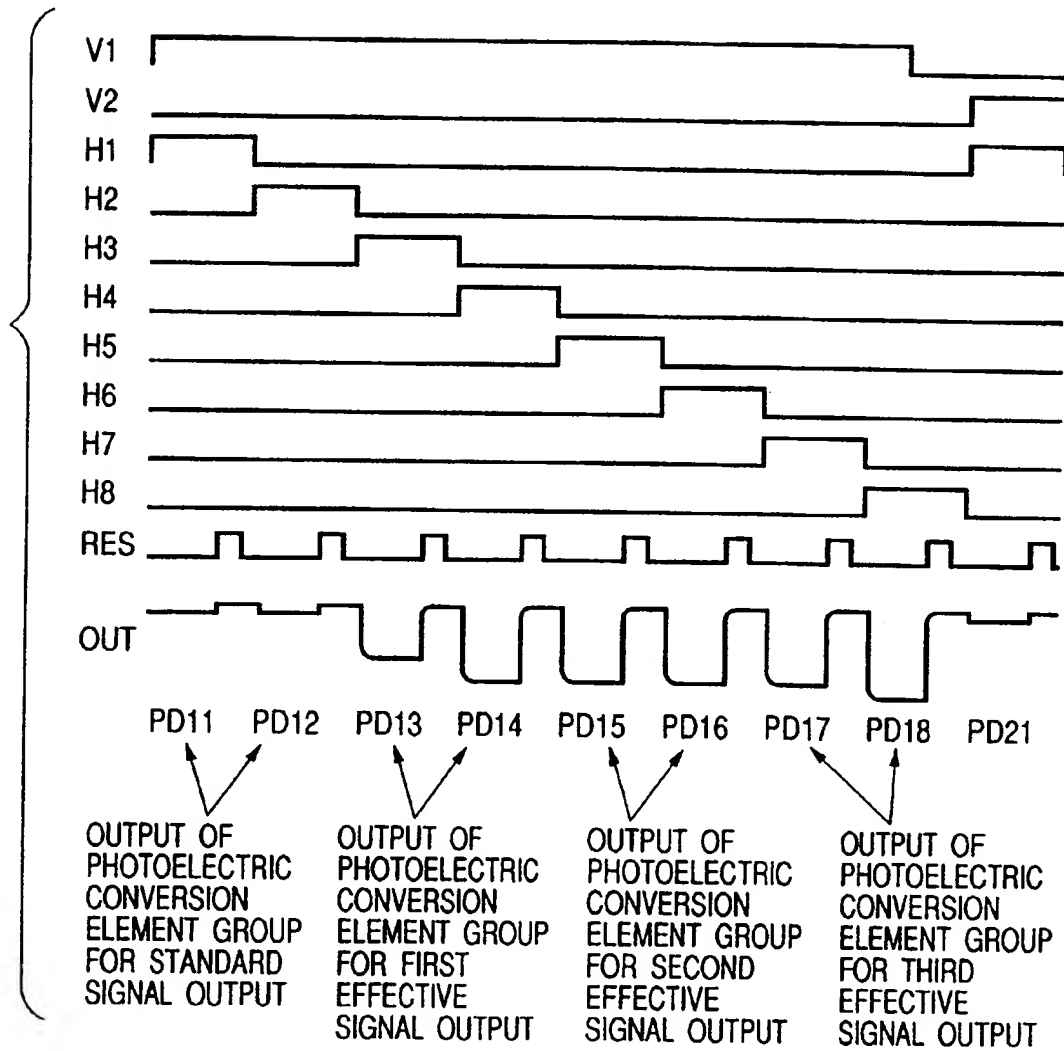 V1
V2
H1
H2
H3
H4
H5
H6
H7
H8
RES
OUT
PD11 PD12 PD13 PD14 PD15 PD16 PD17 PD18 PD21
OUTPUT OF
PHOTOELECTRIC
CONVERSION
ELEMENT GROUP
FOR STANDARD
SIGNAL OUTPUT
OUTPUT OF
PHOTOELECTRIC
CONVERSION
ELEMENT GROUP
FOR FIRST
EFFECTIVE
SIGNAL OUTPUT
OUTPUT OF
PHOTOELECTRIC
CONVERSION
ELEMENT GROUP
FOR SECOND
EFFECTIVE
SIGNAL OUTPUT
OUTPUT OF
PHOTOELECTRIC
CONVERSION
ELEMENT GROUP
FOR THIRD
EFFECTIVE
SIGNAL OUTPUT